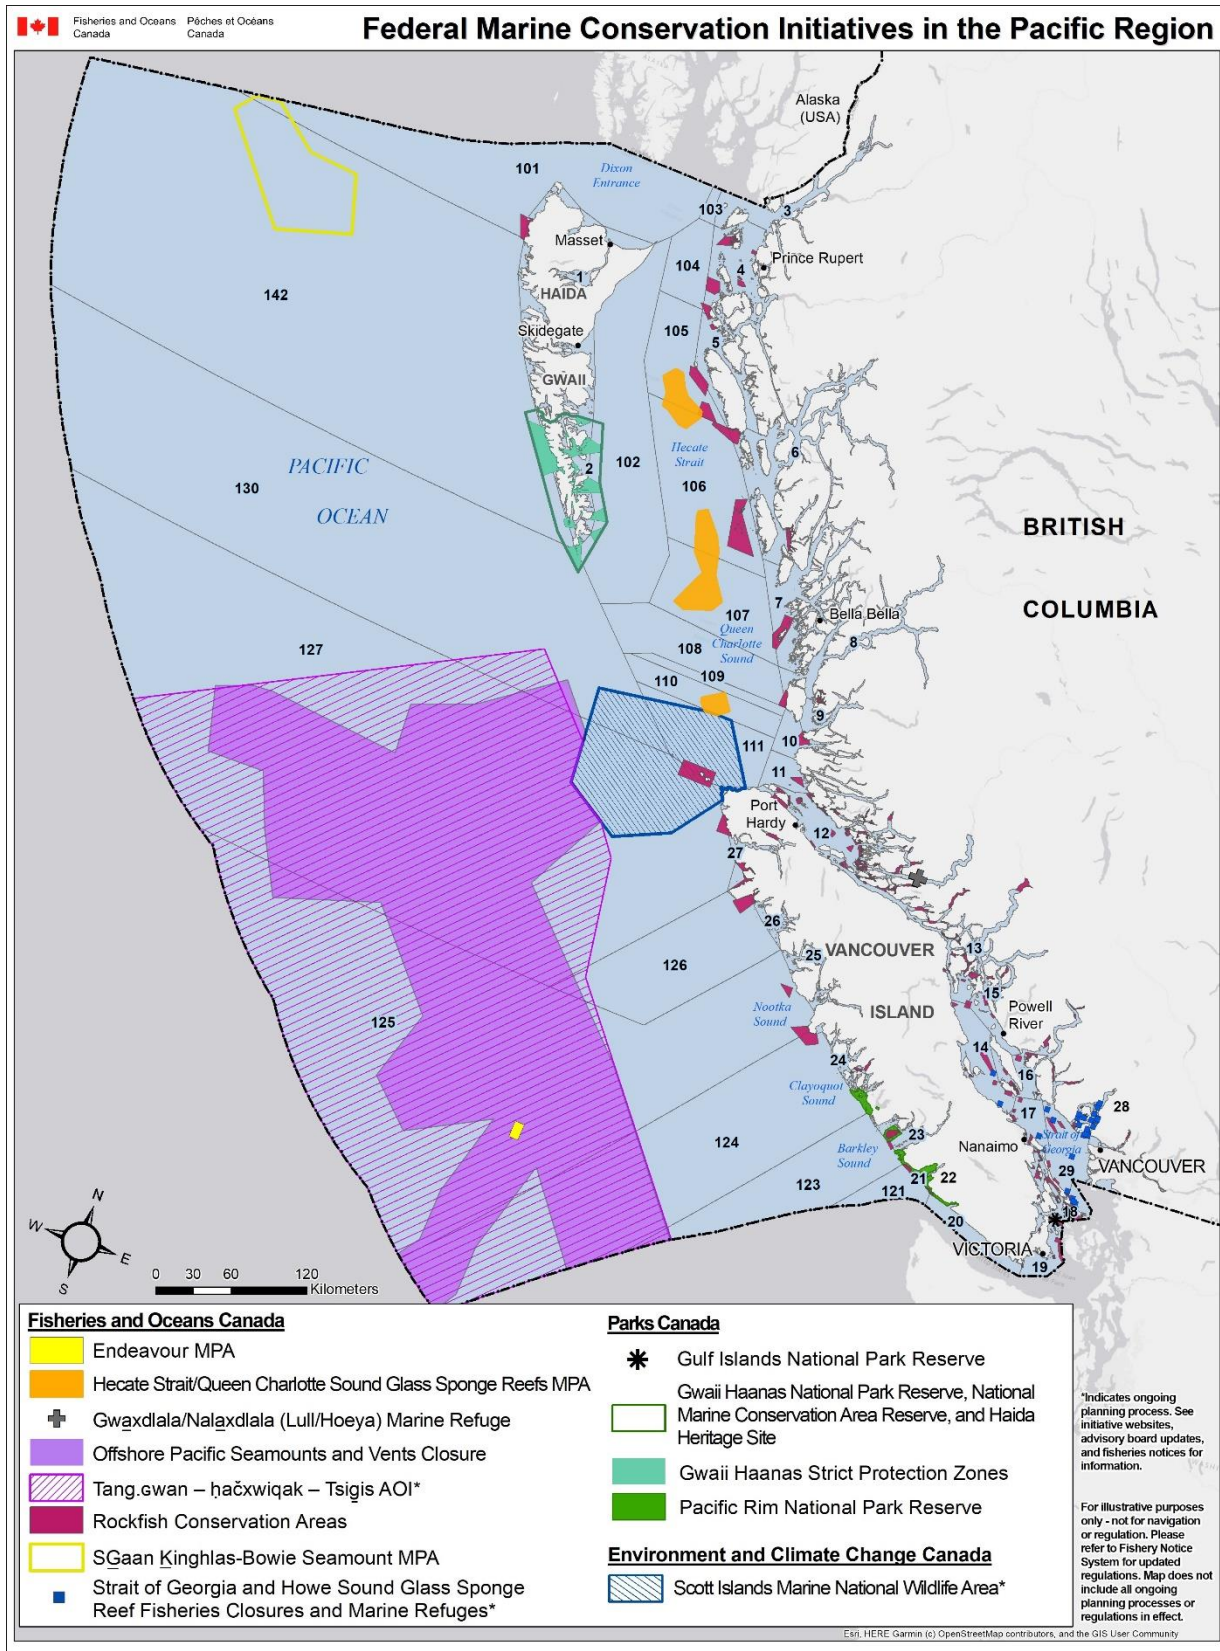 Fisheries and Oceans Pêches et Océans
Canada Canada
Federal Marine Conservation Initiatives in the Pacific Region
Alaska
(USA)
101
Dixon
Entrance
103
3
Masset
104
4
Prince Rupert
1
HAIDA
142
105
Skidegate
5
GWAII
PACIFIC
OCEAN
130
2
102
Hecate
Strait
6
106
BRITISH
COLUMBIA
7
107
Bella Bella
Queen
Charlotte
Sound
8
127
108
109
110
9
111
10
11
Port
Hardy
12
27
26
VANCOUVER
13
126
25
15
Powell
River
Nootka
Sound
ISLAND
125
14
24
16
Clayoquot
Sound
17
28
124
23
Nanaimo
Strait of
Georgia
Barkley
Sound
VANCOUVER
29
123
21
22
121
18
20
VICTORIA
19
N
W
E
S
0 30 60 120
Kilometers
Fisheries and Oceans Canada
Endeavour MPA
Hecate Strait/Queen Charlotte Sound Glass Sponge Reefs MPA
Gwa̱xdlala/Nala̱xdlala (Lull/Hoeya) Marine Refuge
Offshore Pacific Seamounts and Vents Closure
Tang.ɢwan – ḥačxwiqak – Tsig̱is AOI*
Rockfish Conservation Areas
SG̱aan Ḵinghlas-Bowie Seamount MPA
Strait of Georgia and Howe Sound Glass Sponge
Reef Fisheries Closures and Marine Refuges*
Parks Canada
Gulf Islands National Park Reserve
Gwaii Haanas National Park Reserve, National
Marine Conservation Area Reserve, and Haida
Heritage Site
Gwaii Haanas Strict Protection Zones
Pacific Rim National Park Reserve
Environment and Climate Change Canada
Scott Islands Marine National Wildlife Area*
*Indicates ongoing
planning process. See
initiative websites,
advisory board updates,
and fisheries notices for
information.
For illustrative purposes
only - not for navigation
or regulation. Please
refer to Fishery Notice
System for updated
regulations. Map does not
include all ongoing
planning processes or
regulations in effect.
Esri, HERE Garmin (c) OpenStreetMap contributors, and the GIS User Community